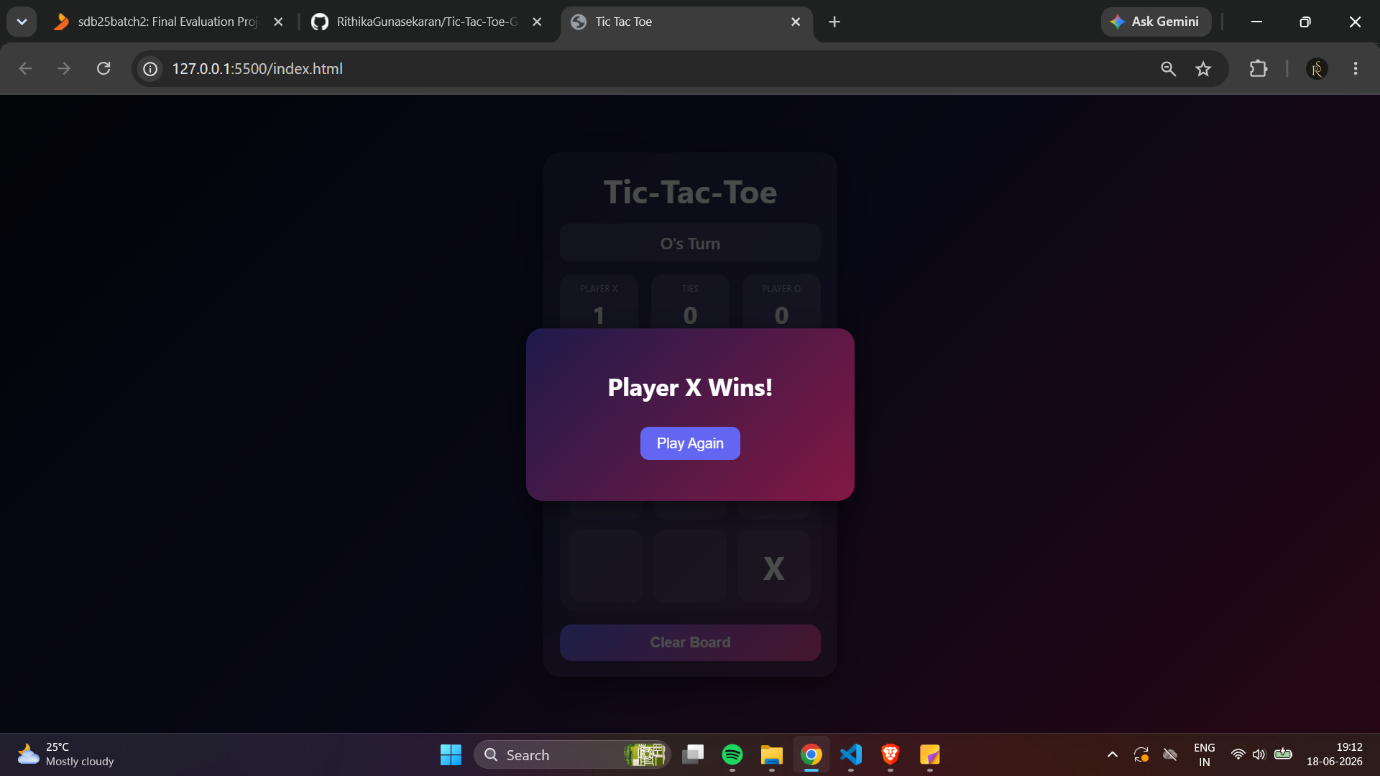 sdb25batch2: Final Evaluation Proj
RithikaGunasekaran/Tic-Tac-Toe-G
Tic Tac Toe
Ask Gemini
127.0.0.1:5500/index.html
Tic-Tac-Toe
O's Turn
PLAYER X TIES PLAYER O
1 0 0
Player X Wins!
Play Again
X
Clear Board
25°C
Mostly cloudy
Search
ENG
IN
19:12
18-06-2026